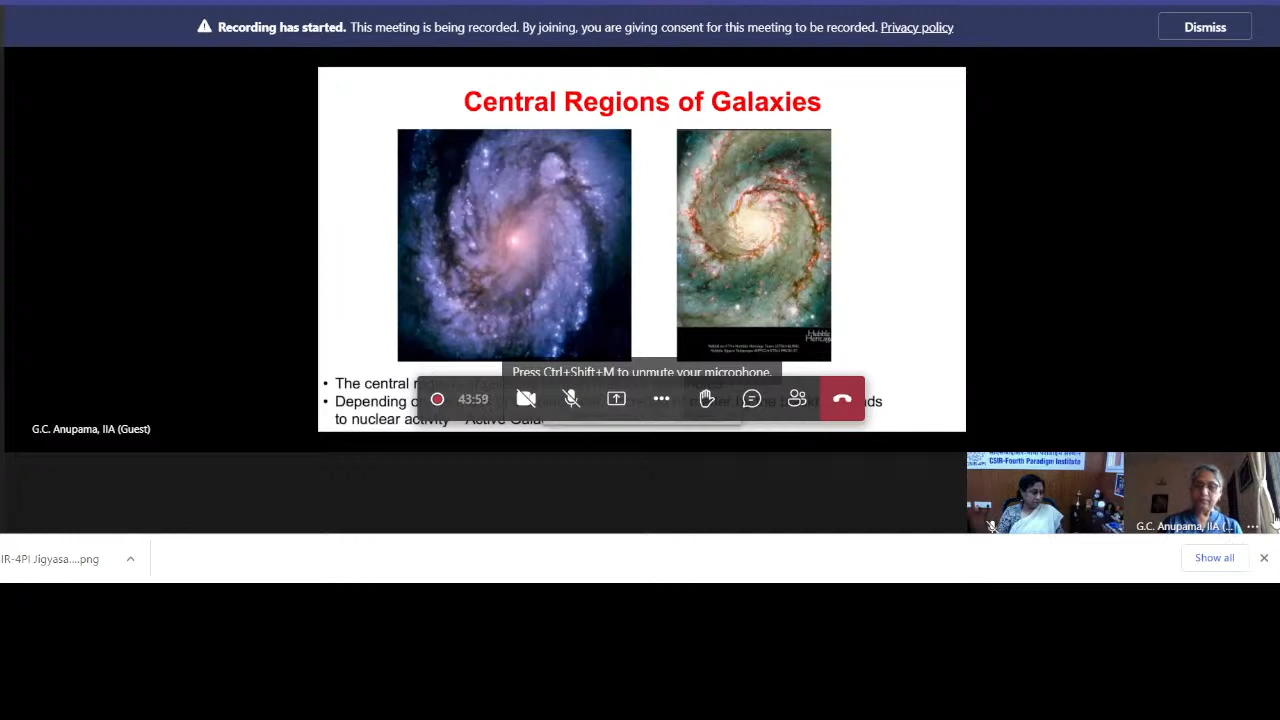 Recording has started. This meeting is being recorded. By joining, you are giving consent for this meeting to be recorded. Privacy policy
Dismiss
Central Regions of Galaxies
Hubble
Heritage
Press Ctrl+Shift+M to unmute your microphone.
• The central
43:59
• Depending
to nuclear activity
G.C. Anupama, IIA (Guest)
CSIR-Fourth Paradigm Institute
G.C. Anupama, IIA (...
IR-4PI Jigyasa....png
Show all